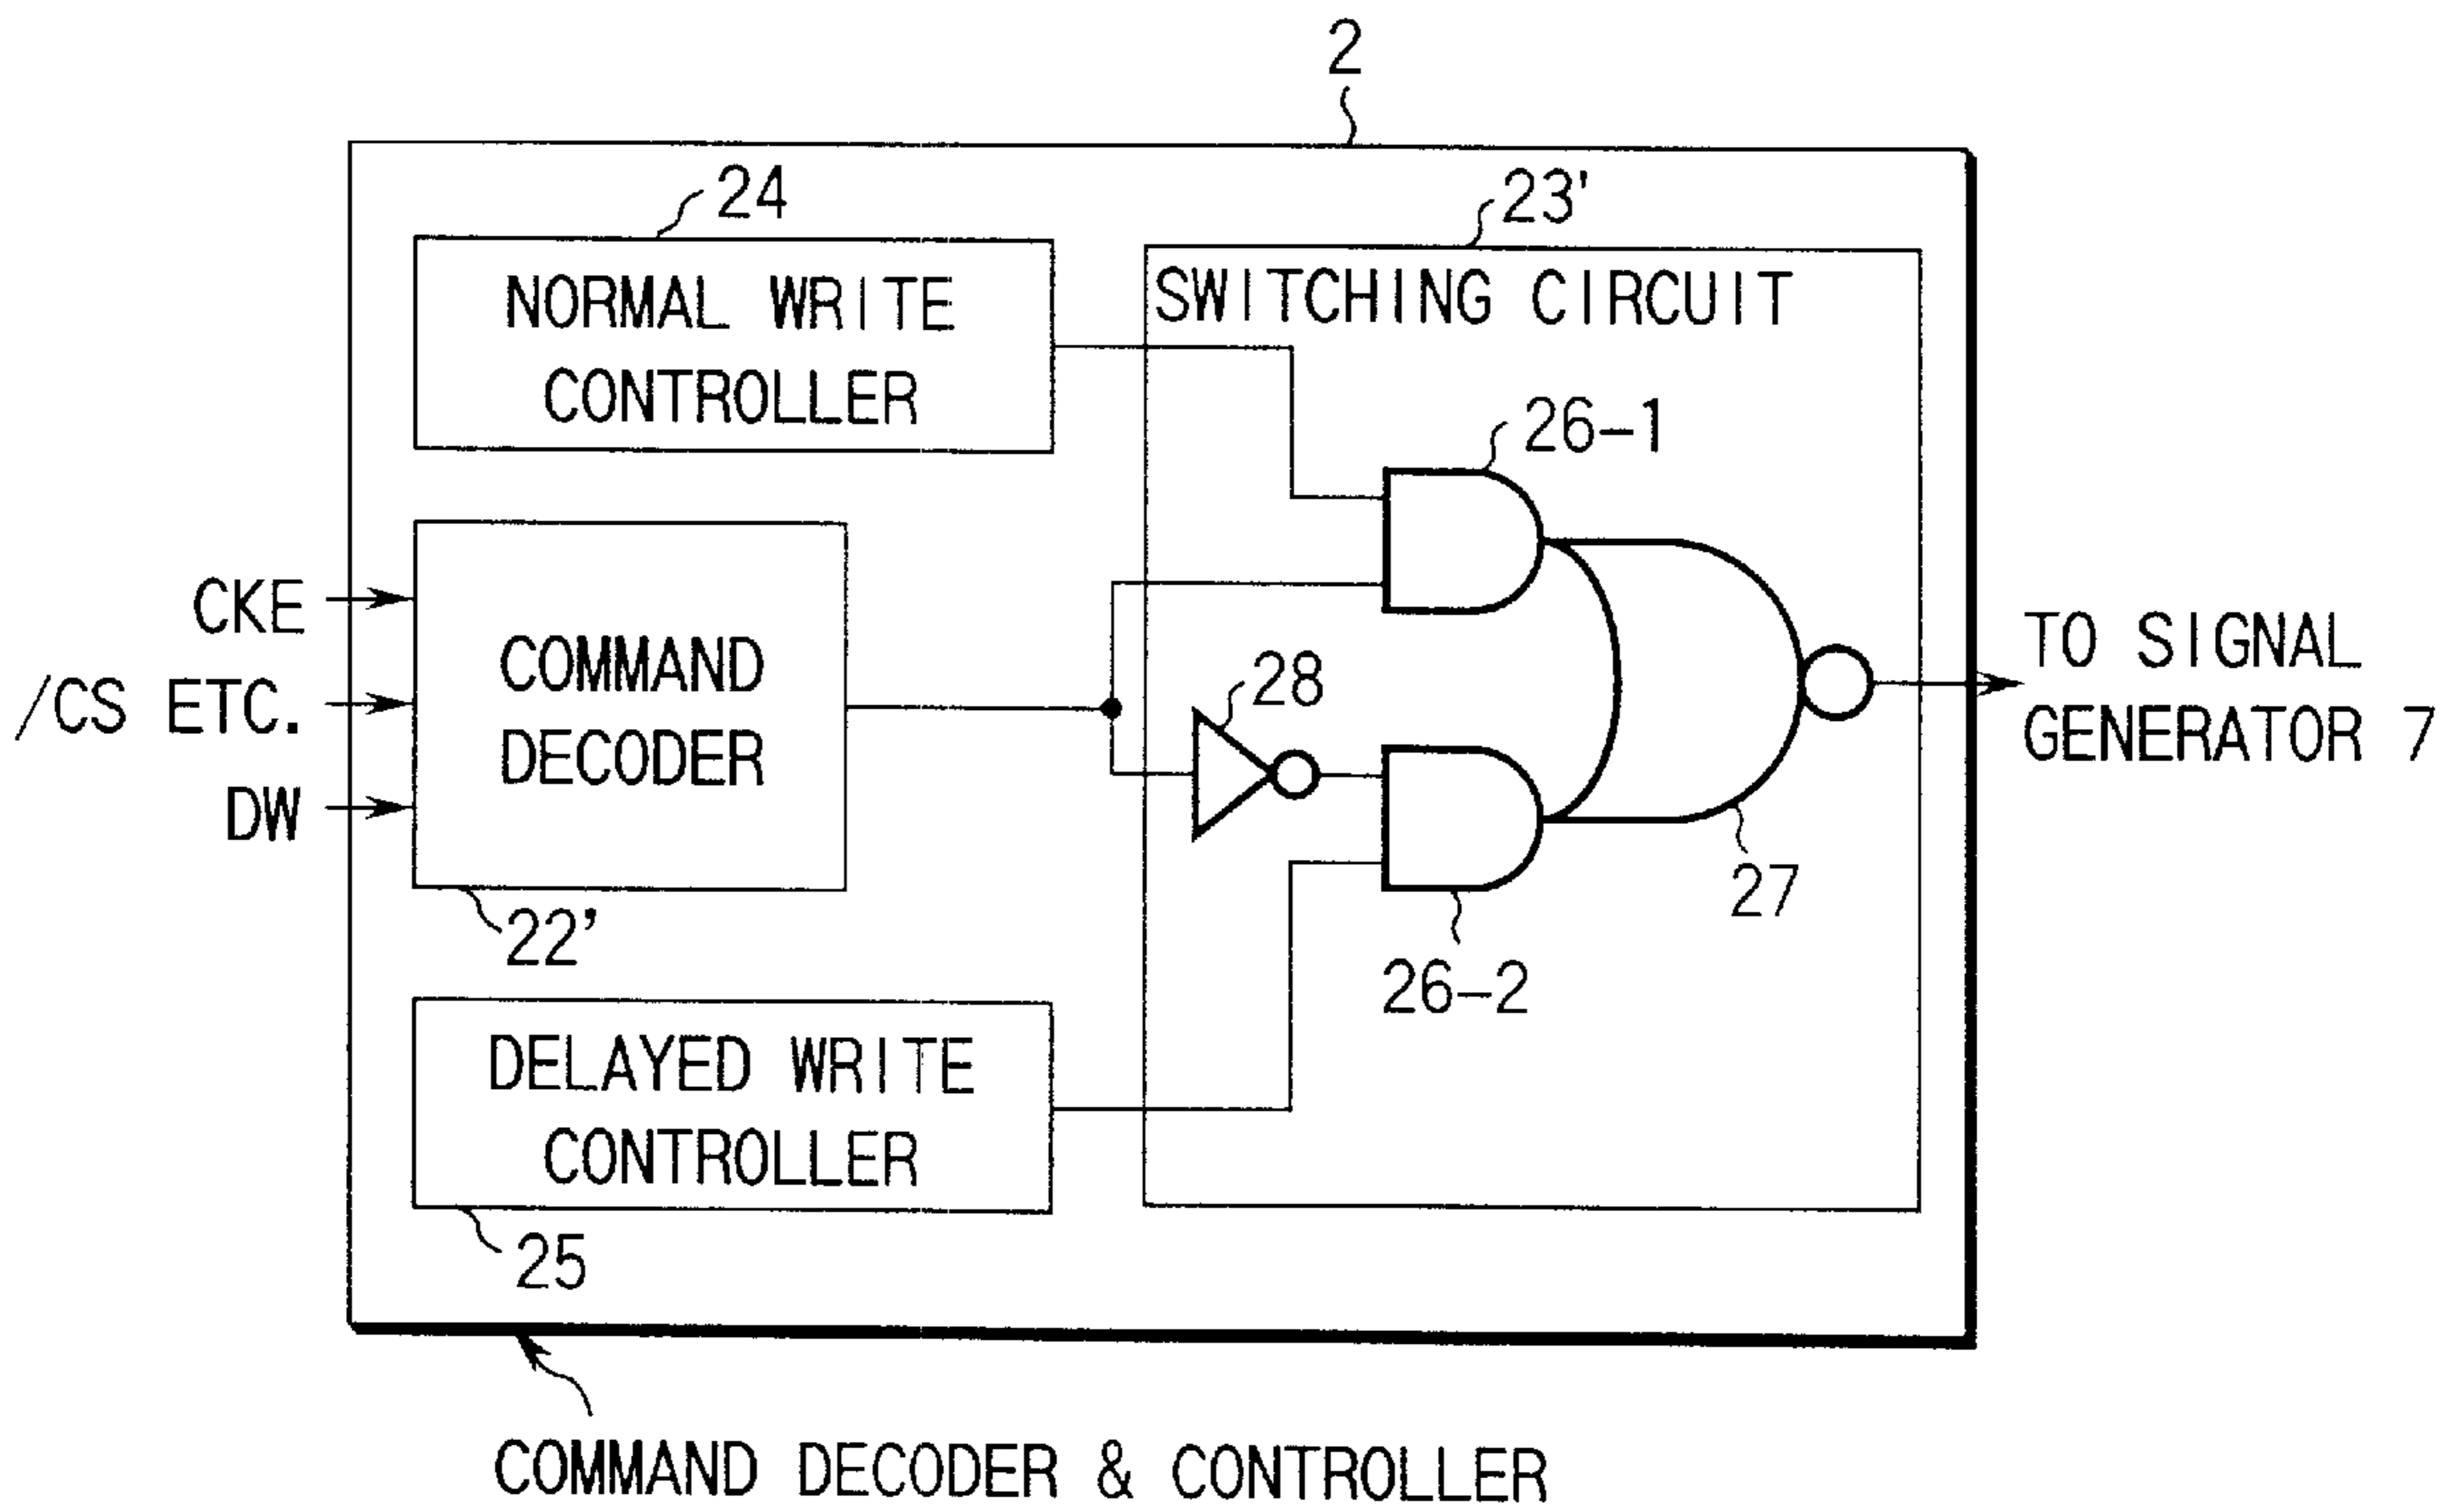 2
24
23'
NORMAL WRITE
CONTROLLER
SWITCHING CIRCUIT
26-1
CKE
/CS ETC.
DW
COMMAND
DECODER
28
TO SIGNAL
GENERATOR 7
27
22'
26-2
DELAYED WRITE
CONTROLLER
25
COMMAND DECODER & CONTROLLER